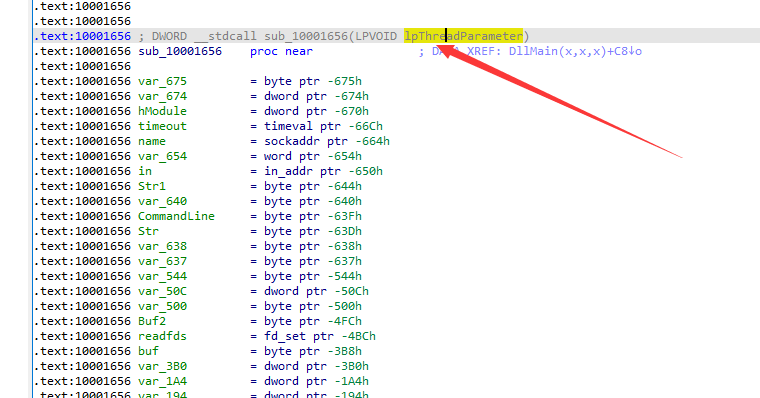 .text:10001656
.text:10001656
.text:10001656 ; DWORD __stdcall sub_10001656(LPVOID lpThreadParameter)
.text:10001656 sub_10001656 proc near ; DATA XREF: DllMain(x,x,x)+C8↓o
.text:10001656
.text:10001656 var_675 = byte ptr -675h
.text:10001656 var_674 = dword ptr -674h
.text:10001656 hModule = dword ptr -670h
.text:10001656 timeout = timeval ptr -66Ch
.text:10001656 name = sockaddr ptr -664h
.text:10001656 var_654 = word ptr -654h
.text:10001656 in = in_addr ptr -650h
.text:10001656 Str1 = byte ptr -644h
.text:10001656 var_640 = byte ptr -640h
.text:10001656 CommandLine = byte ptr -63Fh
.text:10001656 Str = byte ptr -63Dh
.text:10001656 var_638 = byte ptr -638h
.text:10001656 var_637 = byte ptr -637h
.text:10001656 var_544 = byte ptr -544h
.text:10001656 var_50C = dword ptr -50Ch
.text:10001656 var_500 = byte ptr -500h
.text:10001656 Buf2 = byte ptr -4FCh
.text:10001656 readfds = fd_set ptr -4BCh
.text:10001656 buf = byte ptr -3B8h
.text:10001656 var_3B0 = dword ptr -3B0h
.text:10001656 var_1A4 = dword ptr -1A4h
.text:10001656 var_194 = dword ptr -194h